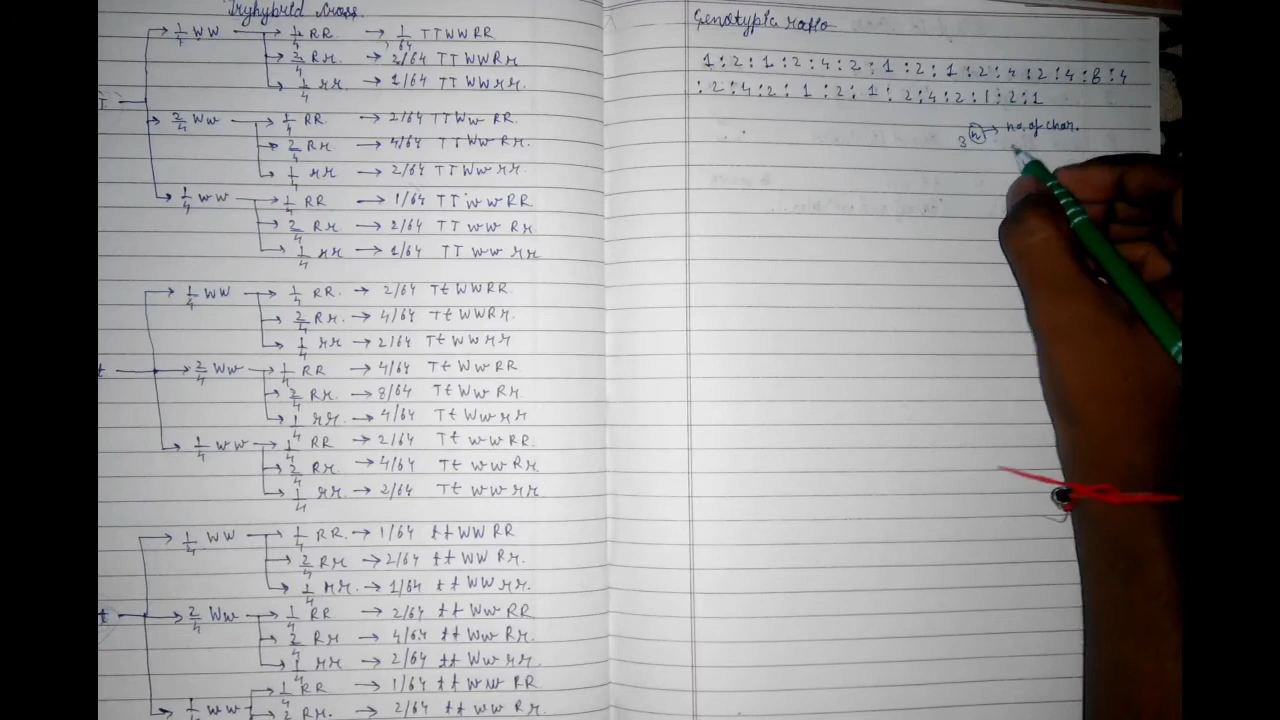 Tryhybrid Cross.
1/4 WW → 1/4 RR → 1/64 TTWWRR
2/4 Rr → 2/64 TTWWRr
1/4 rr → 1/64 TTWWrr.
T
2/4 Ww → 1/4 RR → 2/64 TTWw RR
2/4 Rr → 4/64 TTWw Rr.
1/4 rr → 2/64 TTWw rr.
1/4 ww → 1/4 RR → 1/64 TT ww RR
2/4 Rr → 2/64 TT ww Rr
1/4 rr → 1/64 TT ww rr
1/4 WW → 1/4 RR. → 2/64 Tt WWRR.
2/4 Rr. → 4/64 Tt WWRr.
1/4 rr → 2/64 Tt WW rr
t → 2/4 Ww → 1/4 RR → 4/64 Tt Ww RR
2/4 Rr. → 8/64 Tt Ww Rr.
1/4 rr. → 4/64 Tt Ww rr
1/4 ww → 1/4 RR → 2/64 Tt ww RR.
2/4 Rr. → 4/64 Tt ww Rr
1/4 rr. → 2/64 Tt ww rr.
1/4 WW → 1/4 RR. → 1/64 tt WW RR
2/4 Rr → 2/64 tt WW Rr.
1/4 rr. → 1/64 tt WW rr.
t → 2/4 Ww → 1/4 RR → 2/64 tt Ww RR
2/4 Rr → 4/64 tt Ww Rr.
1/4 rr → 2/64 tt Ww rr.
1/4 RR → 1/64 tt ww RR
1/4 ww → 2/4 Rr. → 2/64 tt ww Rr.
Genotypic ratio
1 : 2 : 1 : 2 : 4 : 2 : 1 : 2 : 1 : 2 : 4 : 2 : 4 : 8 : 4
: 2 : 4 : 2 : 1 : 2 : 1 : 2 : 4 : 2 : 1 : 2 : 1
3 n → no. of char.